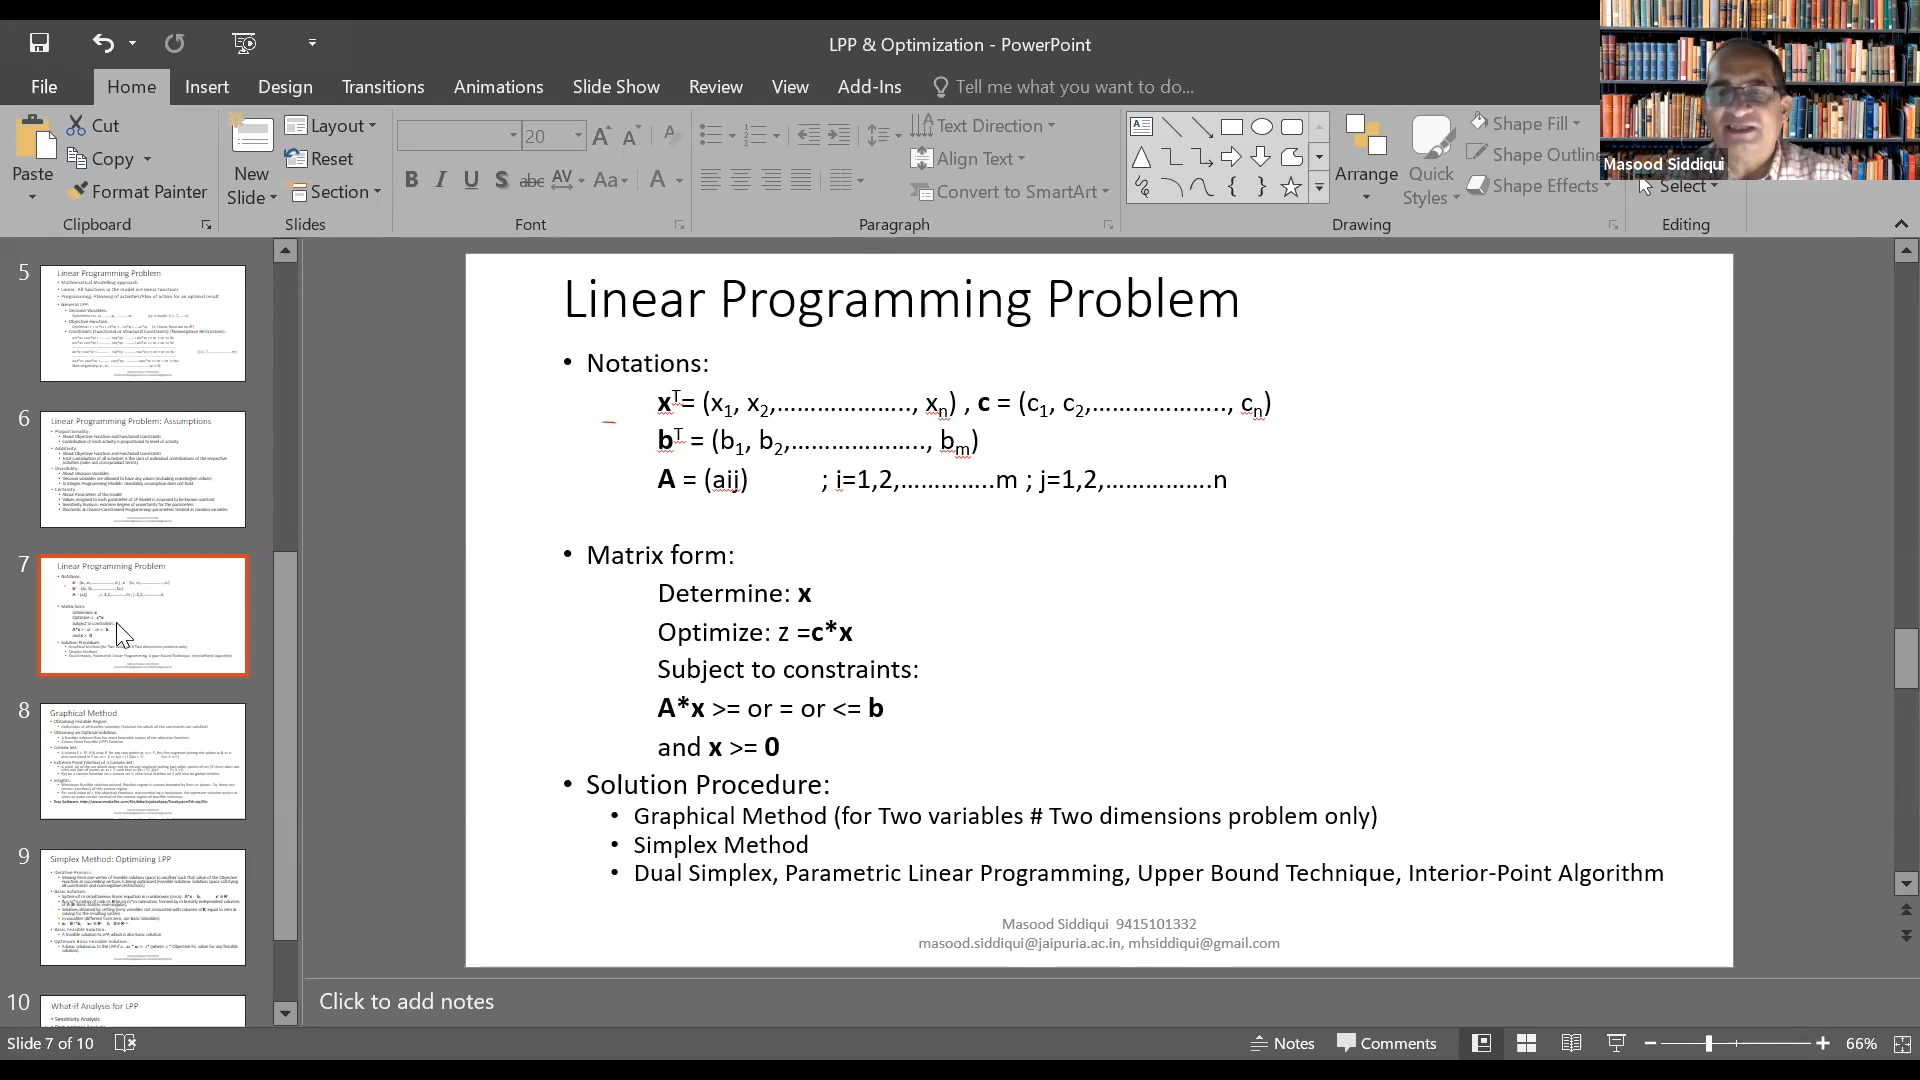 LPP & Optimization - PowerPoint
File Home Insert Design Transitions Animations Slide Show Review View Add-Ins Tell me what you want to do...
Masood Siddiqui
Paste
Cut
Copy
Format Painter
Clipboard
New Slide
Layout
Reset
Section
Slides
20
B I U S abc AV Aa A
Font
Text Direction
Align Text
Convert to SmartArt
Paragraph
Arrange
Quick Styles
Shape Fill
Shape Outline
Shape Effects
Drawing
Select
Editing
5
Linear Programming Problem
6
Linear Programming Problem: Assumptions
7
Linear Programming Problem
8
Graphical Method
9
Simplex Method: Optimizing LPP
10
What-if Analysis for LPP
• Sensitivity Analysis
Linear Programming Problem
• Notations:
xᵀ= (x₁, x₂,……………….., xₙ) , c = (c₁, c₂,……………….., cₙ)
bᵀ = (b₁, b₂,……………….., bₘ)
A = (aij) ; i=1,2,…………..m ; j=1,2,…………….n
• Matrix form:
Determine: x
Optimize: z =c*x
Subject to constraints:
A*x >= or = or <= b
and x >= 0
• Solution Procedure:
• Graphical Method (for Two variables # Two dimensions problem only)
• Simplex Method
• Dual Simplex, Parametric Linear Programming, Upper Bound Technique, Interior-Point Algorithm
Masood Siddiqui 9415101332
masood.siddiqui@jaipuria.ac.in, mhsiddiqui@gmail.com
Click to add notes
Slide 7 of 10
Notes
Comments
66%